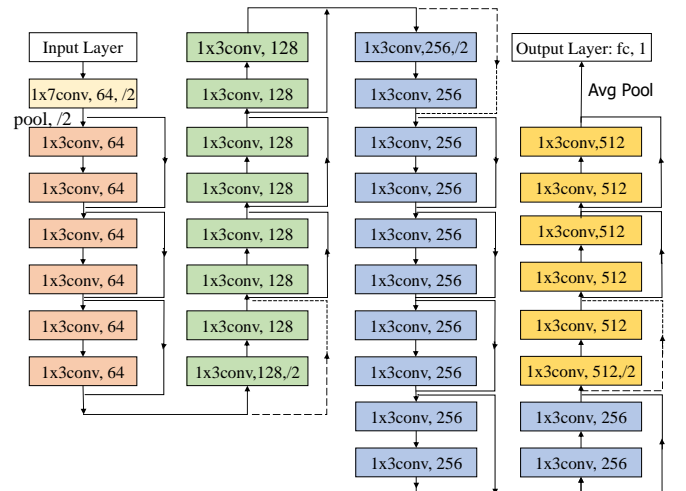 Input Layer
1x7conv, 64, /2
pool, /2
1x3conv, 64
1x3conv, 64
1x3conv, 64
1x3conv, 64
1x3conv, 64
1x3conv, 64
1x3conv, 128
1x3conv, 128
1x3conv, 128
1x3conv, 128
1x3conv, 128
1x3conv, 128
1x3conv, 128
1x3conv,128,/2
1x3conv,256,/2
1x3conv, 256
1x3conv, 256
1x3conv, 256
1x3conv, 256
1x3conv, 256
1x3conv, 256
1x3conv, 256
1x3conv, 256
1x3conv, 256
Output Layer: fc, 1
Avg Pool
1x3conv,512
1x3conv, 512
1x3conv,512
1x3conv, 512
1x3conv, 512
1x3conv, 512,/2
1x3conv, 256
1x3conv, 256